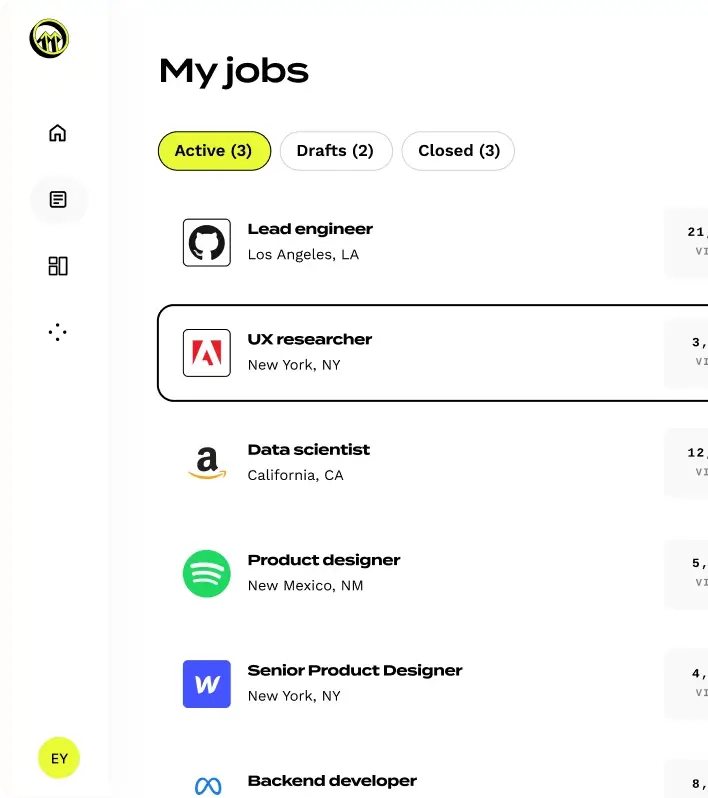 My jobs
Active (3) Drafts (2) Closed (3)
Lead engineer
Los Angeles, LA
21,
VI
UX researcher
New York, NY
3,
VI
a
Data scientist
California, CA
12,
VI
Product designer
New Mexico, NM
5,
VI
W
Senior Product Designer
New York, NY
4,
VI
Backend developer
8,
EY